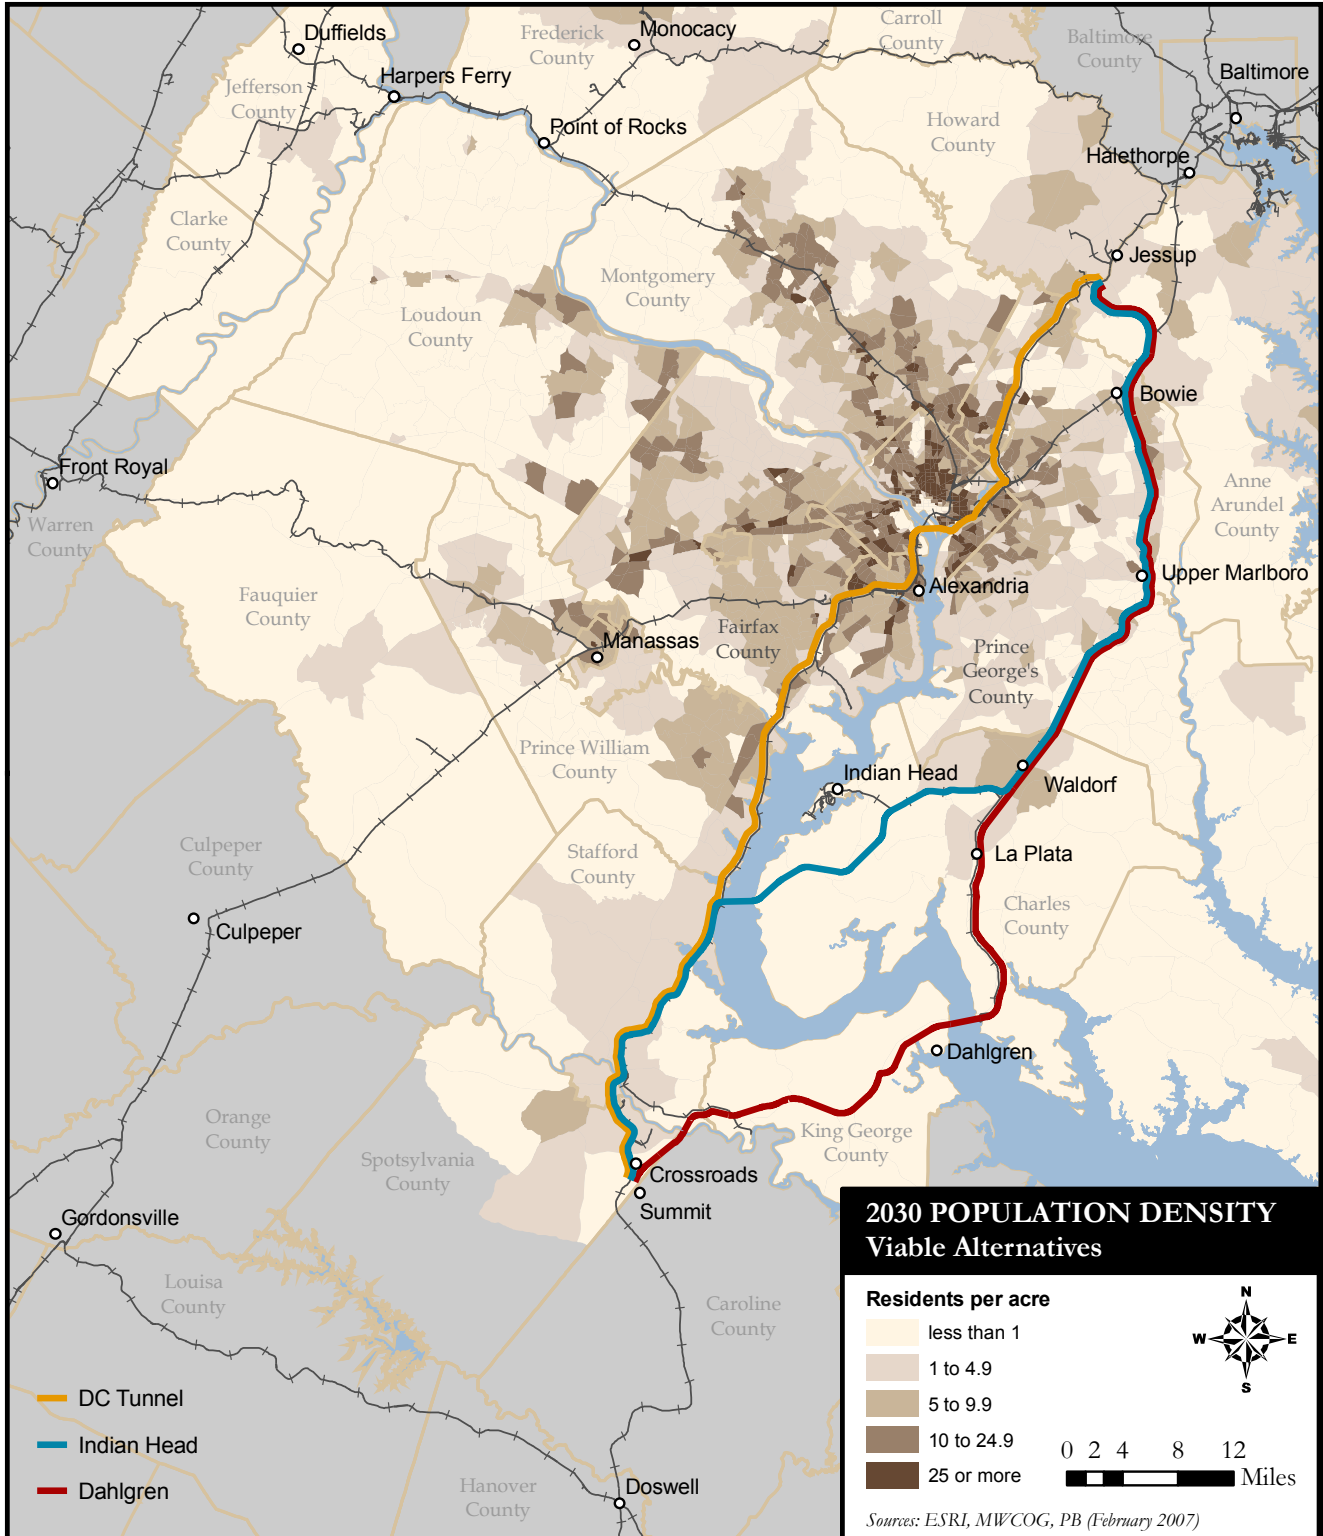 Duffields
Frederick
County
Monocacy
Carroll
County
Baltimore
County
Baltimore
Jefferson
County
Harpers Ferry
Point of Rocks
Howard
County
Halethorpe
Clarke
County
Jessup
Montgomery
County
Loudoun
County
Bowie
Front Royal
Warren
County
Anne
Arundel
County
Upper Marlboro
Fauquier
County
Alexandria
Fairfax
County
Manassas
Prince
George's
County
Prince William
County
Indian Head
Waldorf
Culpeper
County
Stafford
County
La Plata
Charles
County
Culpeper
Dahlgren
Orange
County
King George
County
Spotsylvania
County
Crossroads
Summit
Gordonsville
Louisa
County
Caroline
County
Hanover
County
Doswell
DC Tunnel
Indian Head
Dahlgren
2030 POPULATION DENSITY
Viable Alternatives
Residents per acre
less than 1
1 to 4.9
5 to 9.9
10 to 24.9
25 or more
N
W E
S
0 2 4 8 12
Miles
Sources: ESRI, MWCOG, PB (February 2007)